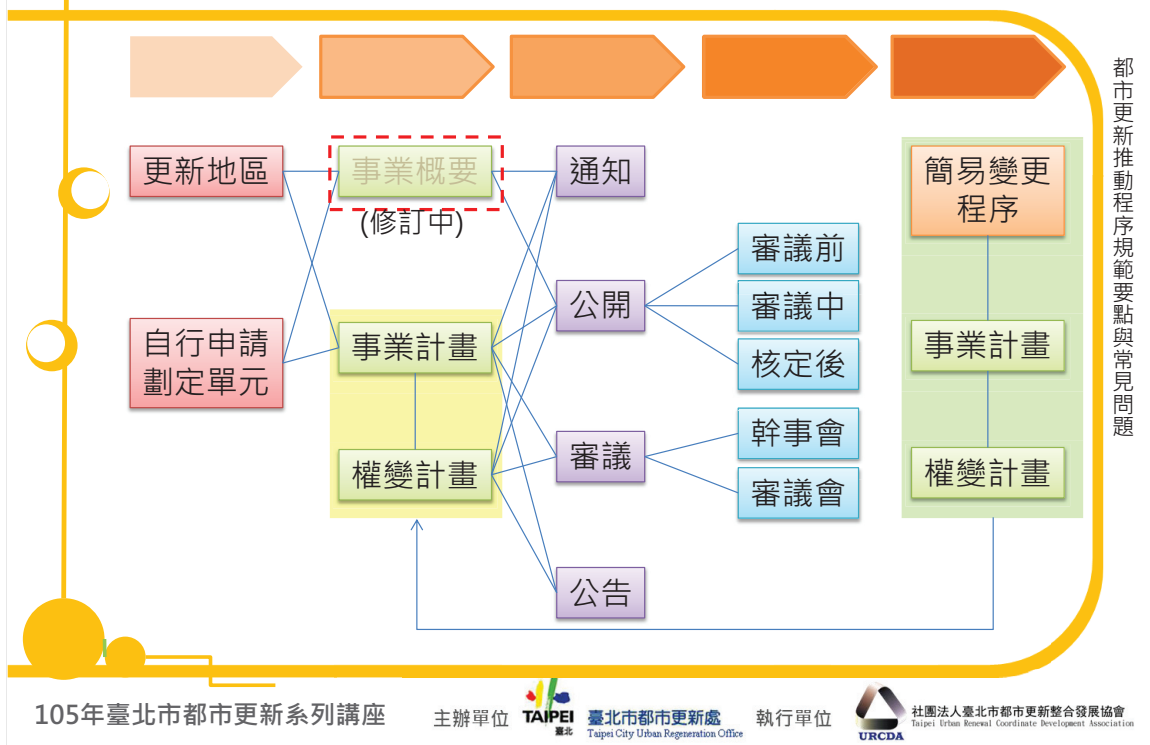 更新地區
自行申請
劃定單元
事業概要
(修訂中)
事業計畫
權變計畫
通知
公開
審議
公告
審議前
審議中
核定後
幹事會
審議會
簡易變更
程序
事業計畫
權變計畫
都市更新推動程序規範要點與常見問題
105年臺北市都市更新系列講座
主辦單位
TAIPEI
臺北
臺北市都市更新處
Taipei City Urban Regeneration Office
執行單位
URCDA
社團法人臺北市都市更新整合發展協會
Taipei Urban Renewal Coordinate Development Association